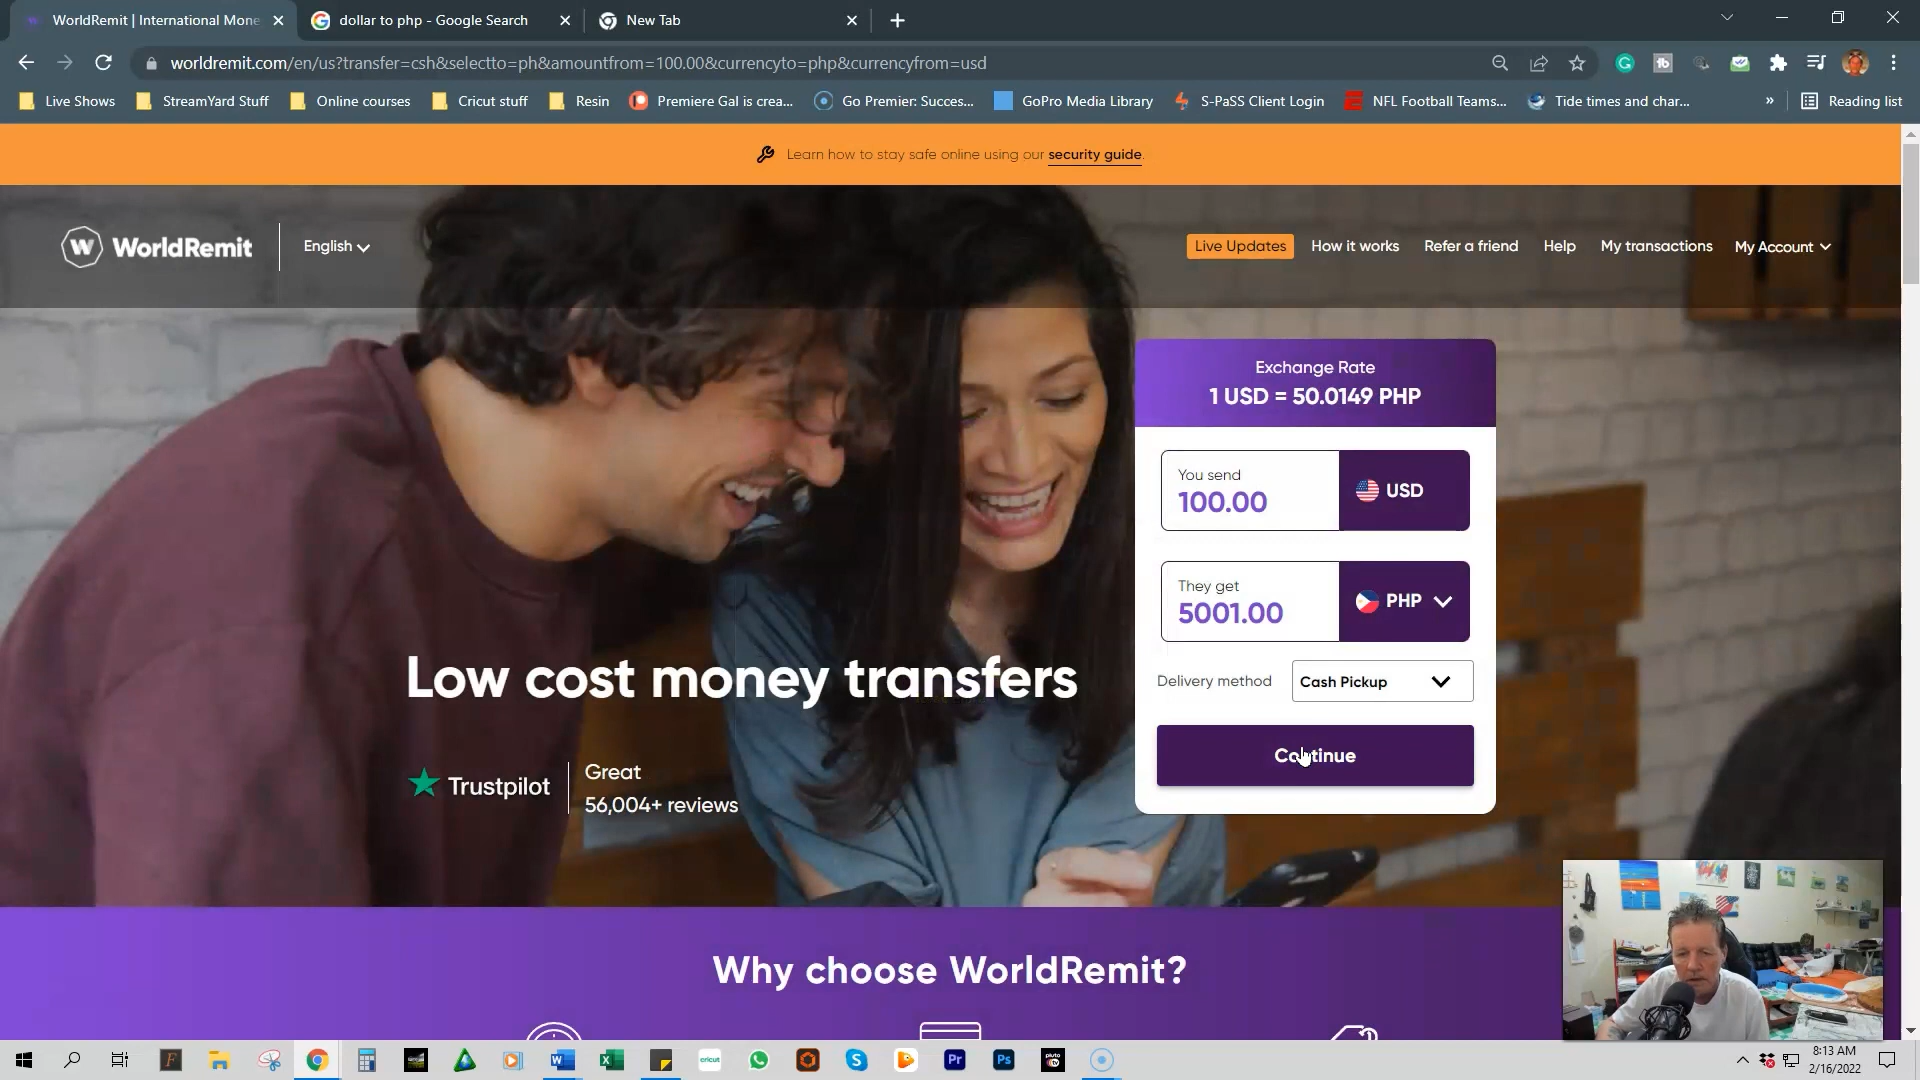 WorldRemit | International Mone
dollar to php - Google Search
New Tab
worldremit.com/en/us?transfer=csh&selectto=ph&amountfrom=100.00&currencyto=php&currencyfrom=usd
Live Shows
StreamYard Stuff
Online courses
Cricut stuff
Resin
Premiere Gal is crea...
Go Premier: Succes...
GoPro Media Library
S-PaSS Client Login
NFL Football Teams...
Tide times and char...
»
Reading list
Learn how to stay safe online using our security guide.
W WorldRemit
English
Live Updates
How it works
Refer a friend
Help
My transactions
My Account
Exchange Rate
1 USD = 50.0149 PHP
You send
100.00
USD
They get
5001.00
PHP
Delivery method
Cash Pickup
Continue
Low cost money transfers
Trustpilot
Great
56,004+ reviews
Why choose WorldRemit?
8:13 AM
2/16/2022